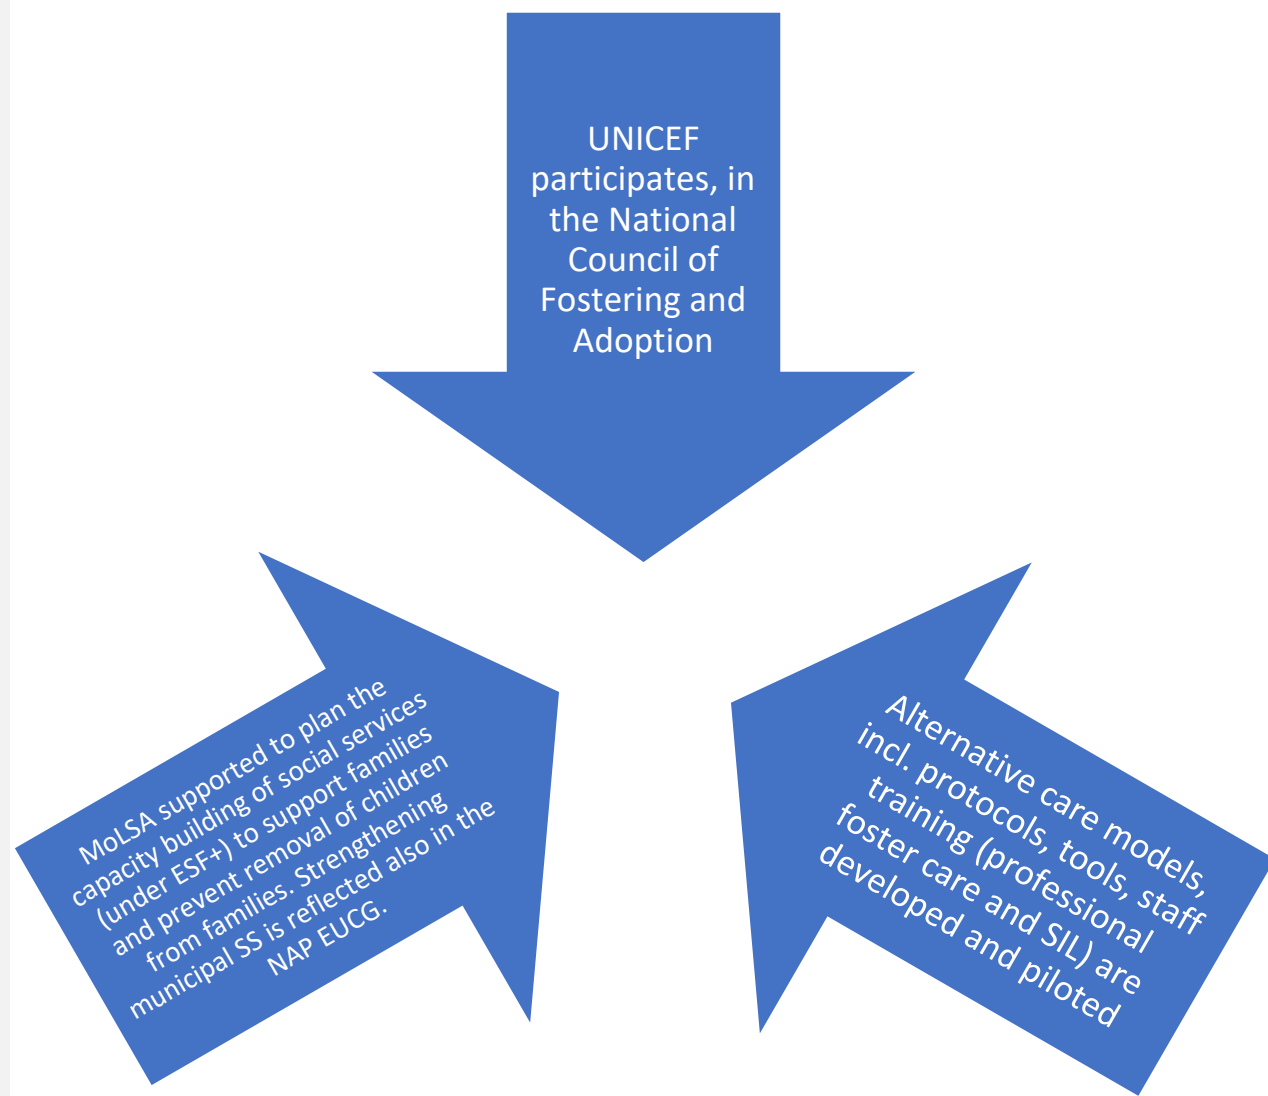 UNICEF
participates, in
the National
Council of
Fostering and
Adoption
MoLSA supported to plan the
capacity building of social services
(under ESF+) to support families
and prevent removal of children
from families. Strengthening
municipal SS is reflected also in the
NAP EUCG.
Alternative care models,
incl. protocols, tools, staff
training (professional
foster care and SIL) are
developed and piloted